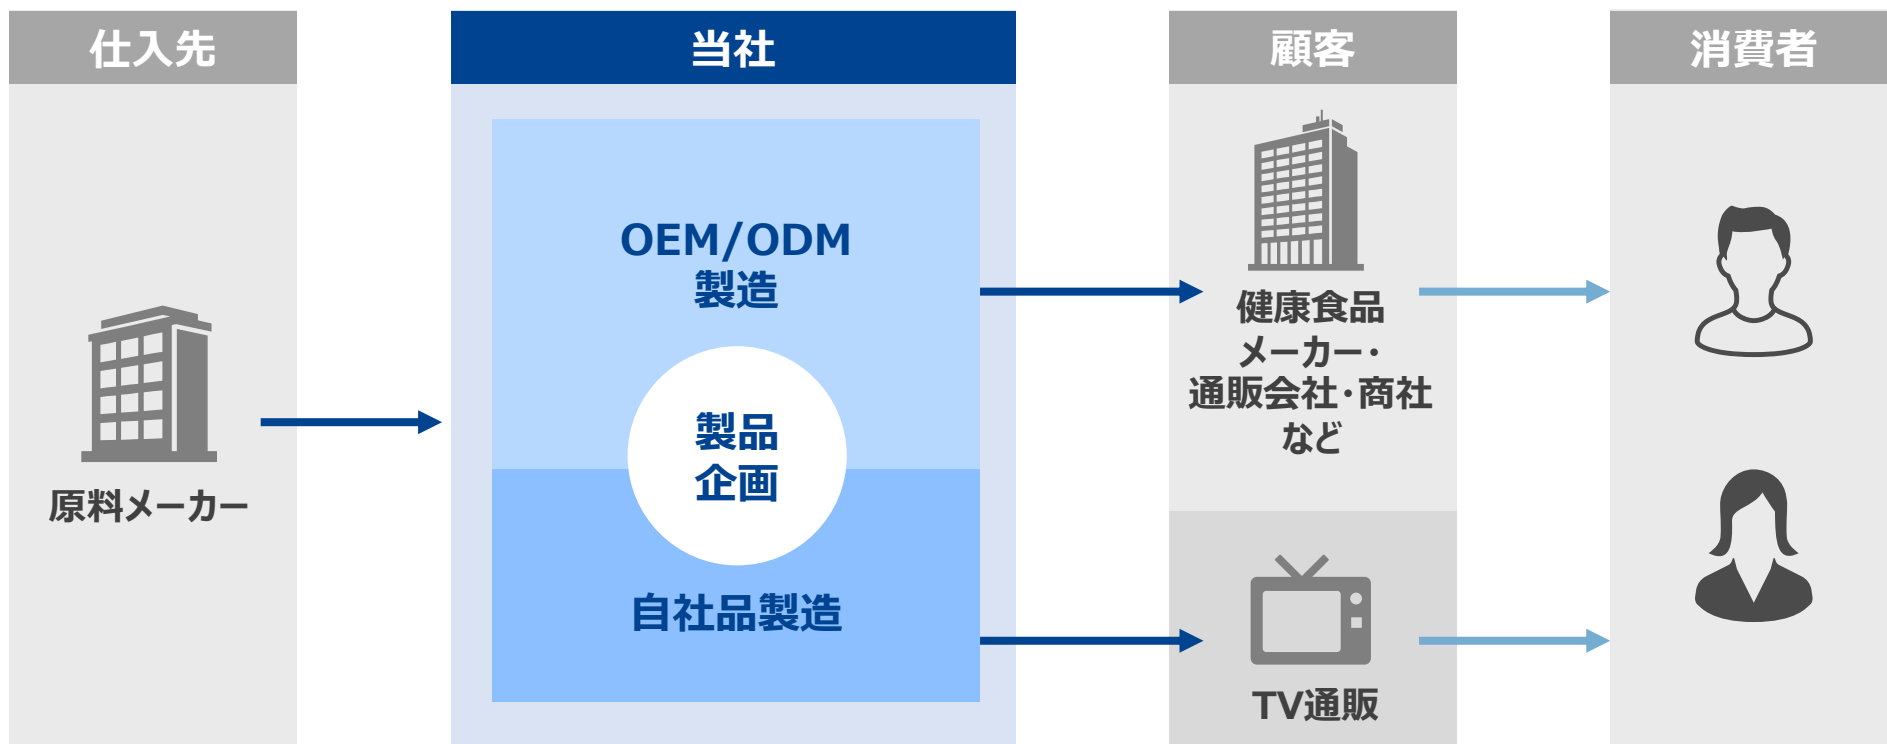 仕入先
当社
顧客
消費者
原料メーカー
OEM/ODM
製造
製品
企画
自社品製造
健康食品
メーカー・
通販会社・商社
など
TV通販